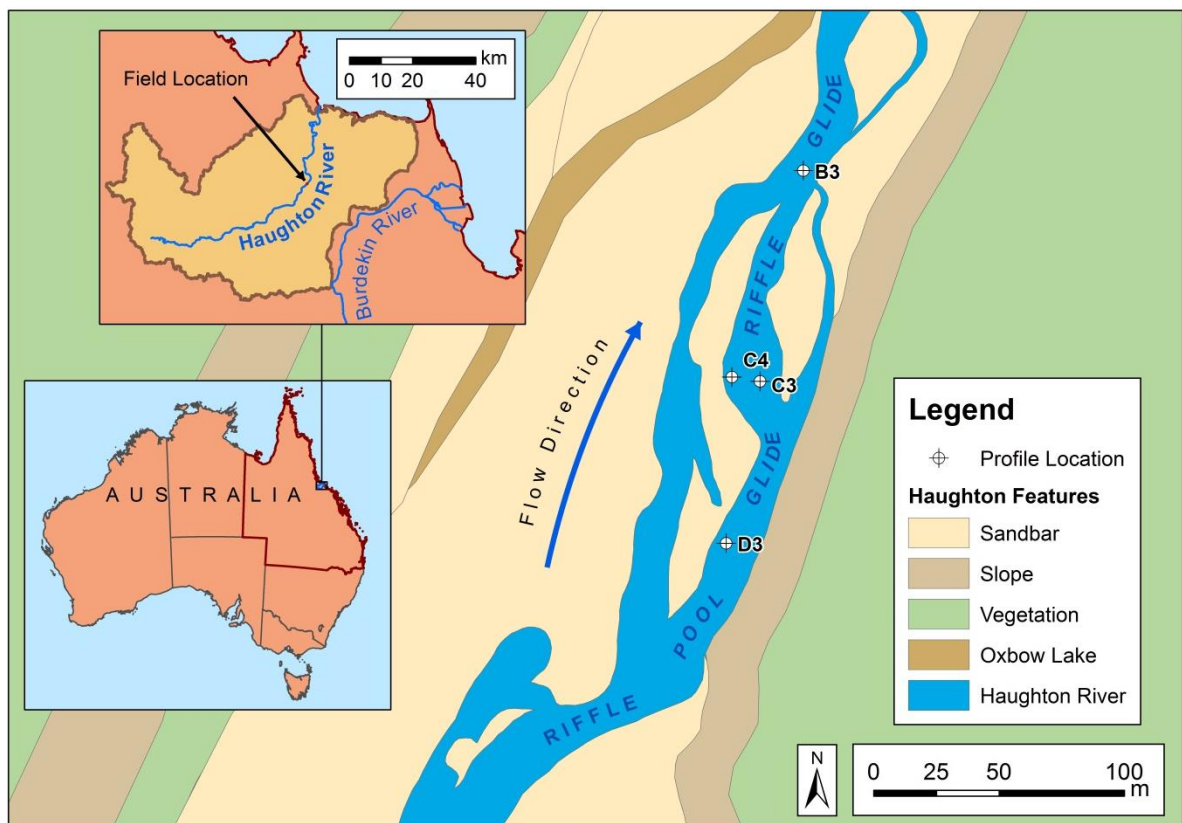 km
0 10 20 40
Field Location
Haughton River
Burdekin River
AUSTRALIA
Flow Direction
GLIDE
B3
RIFFLE
C4
C3
GLIDE
D3
POOL
RIFFLE
Legend
Profile Location
Haughton Features
Sandbar
Slope
Vegetation
Oxbow Lake
Haughton River
N
0 25 50 100
m